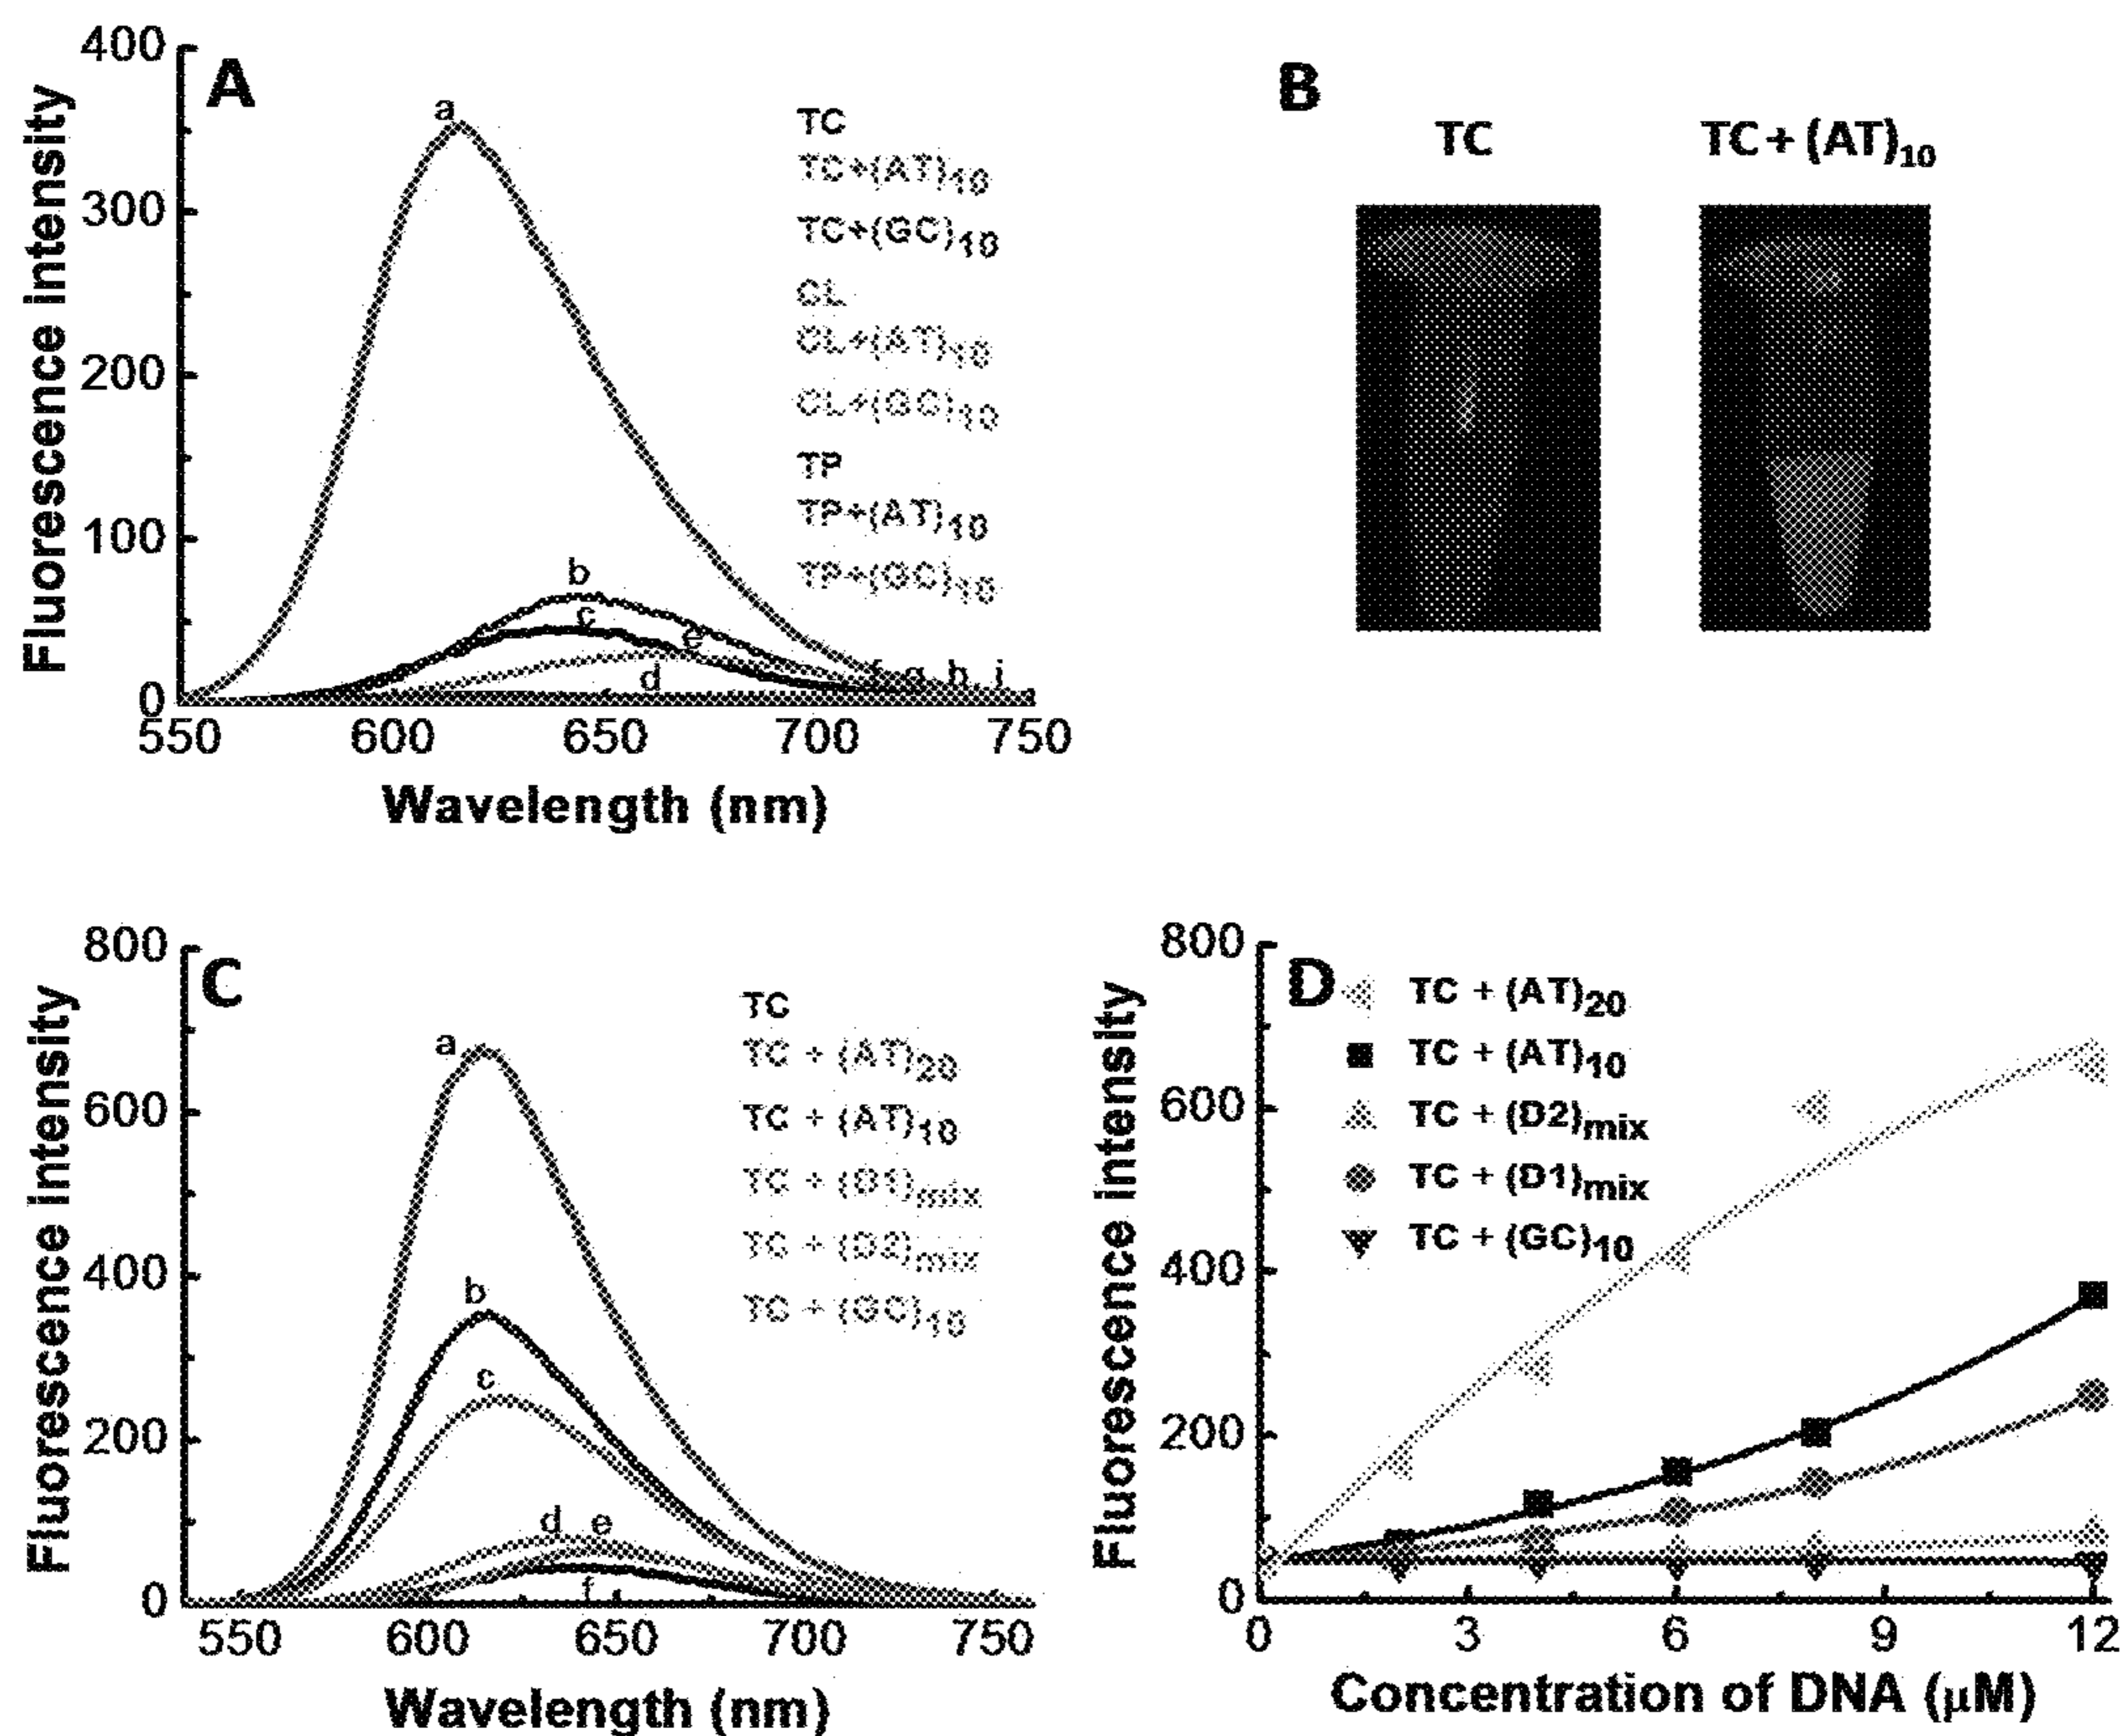 A
Fluorescence intensity
400
300
200
100
0
550 600 650 700 750
Wavelength (nm)
a
b
c
d
e
g, h, i
TC
TC+(AT)10
TC+(GC)10
CL
CL+(AT)10
CL+(GC)10
TP
TP+(AT)10
TP+(GC)10
B
TC
TC + (AT)10
C
Fluorescence intensity
800
600
400
200
0
550 600 650 700 750
Wavelength (nm)
a
b
c
d
e
f
TC
TC + (AT)20
TC + (AT)10
TC + (D1)mix
TC + (D2)mix
TC + (GC)10
D
Fluorescence intensity
800
600
400
200
0
0 3 6 9 12
Concentration of DNA (μM)
TC + (AT)20
TC + (AT)10
TC + (D2)mix
TC + (D1)mix
TC + (GC)10